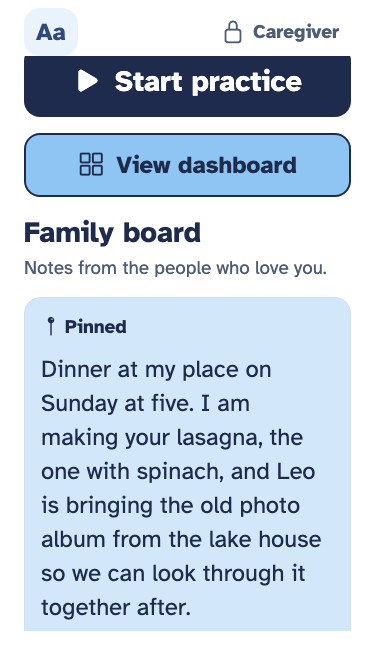 Aa
Caregiver
Start practice
View dashboard
Family board
Notes from the people who love you.
Pinned
Dinner at my place on
Sunday at five. I am
making your lasagna, the
one with spinach, and Leo
is bringing the old photo
album from the lake house
so we can look through it
together after.